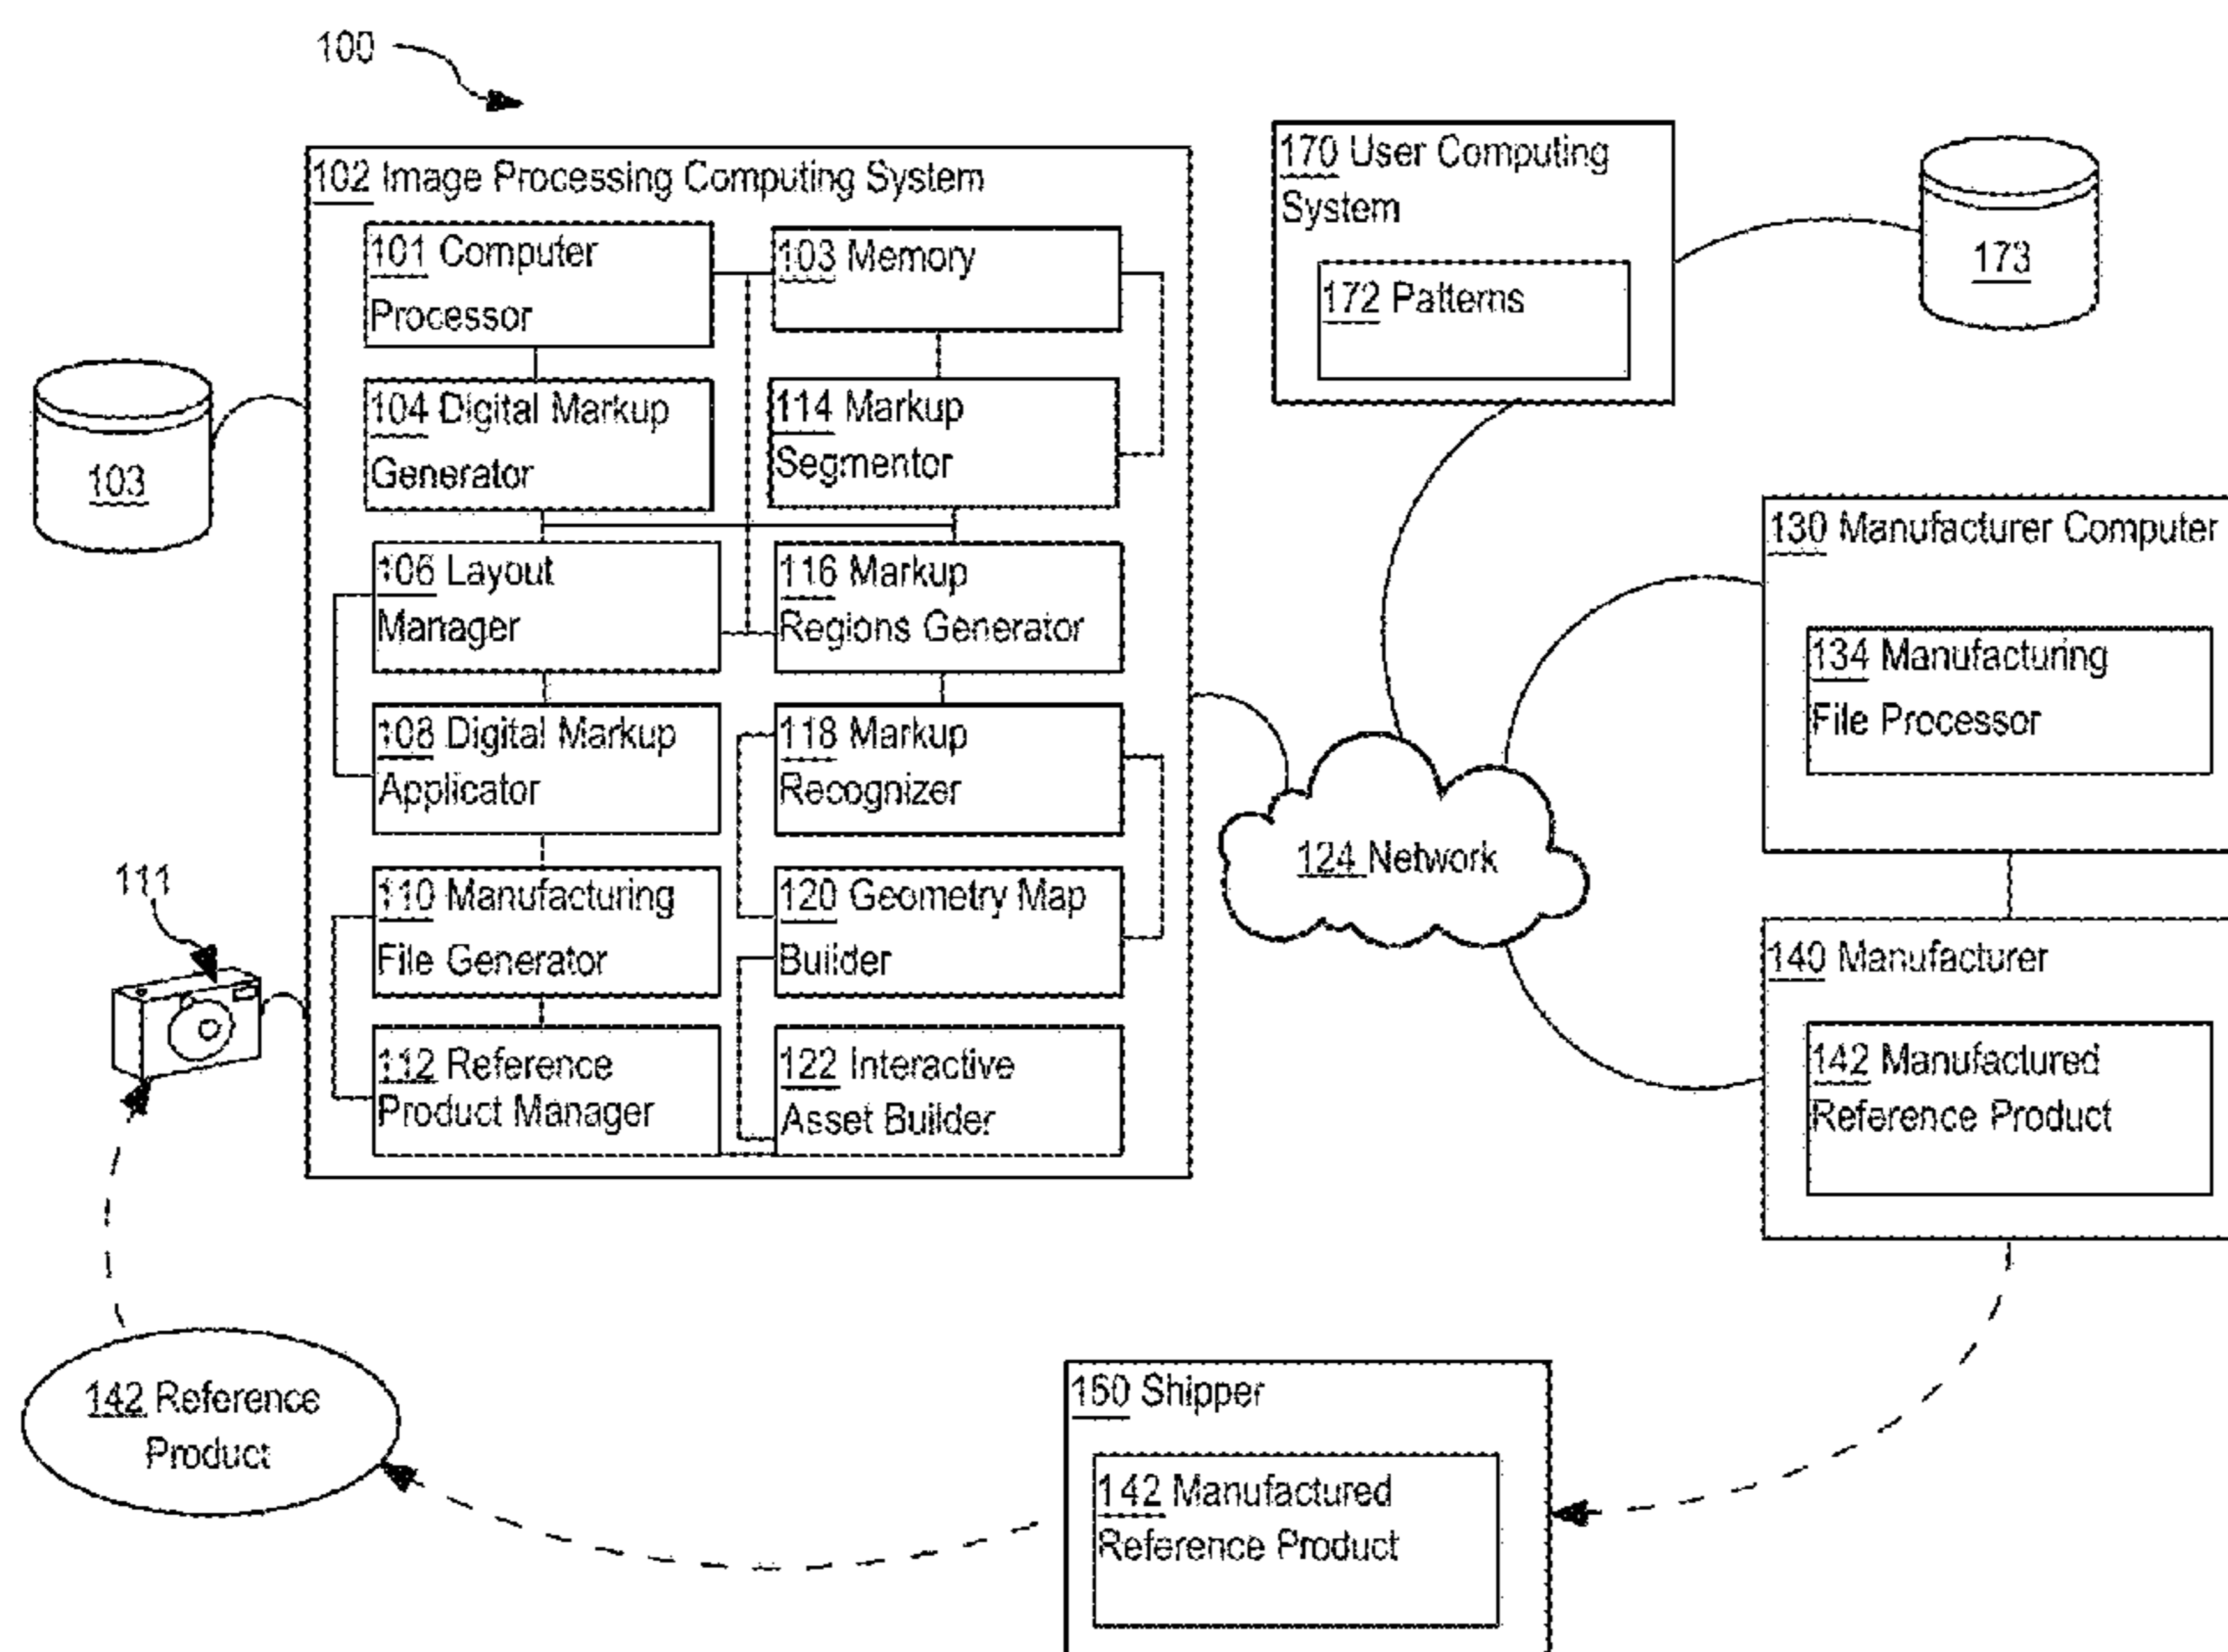 100
102 Image Processing Computing System
101 Computer
Processor
103 Memory
104 Digital Markup
Generator
114 Markup
Segmentor
106 Layout
Manager
116 Markup
Regions Generator
108 Digital Markup
Applicator
118 Markup
Recognizer
110 Manufacturing
File Generator
120 Geometry Map
Builder
112 Reference
Product Manager
122 Interactive
Asset Builder
103
111
170 User Computing
System
172 Patterns
173
124 Network
130 Manufacturer Computer
134 Manufacturing
File Processor
140 Manufacturer
142 Manufactured
Reference Product
150 Shipper
142 Manufactured
Reference Product
142 Reference
Product